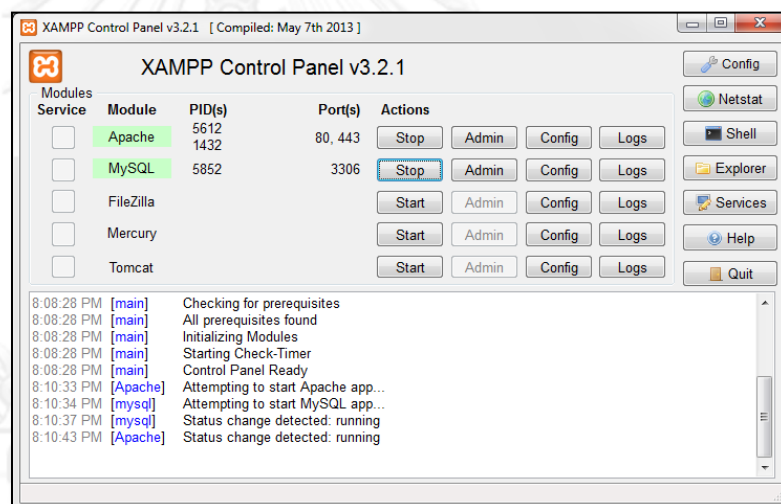 XAMPP Control Panel v3.2.1 [ Compiled: May 7th 2013 ]
XAMPP Control Panel v3.2.1
Config
Modules
Service Module PID(s) Port(s) Actions
Netstat
Apache 5612 1432 80, 443 Stop Admin Config Logs
Shell
MySQL 5852 3306 Stop Admin Config Logs
Explorer
FileZilla Start Admin Config Logs
Services
Mercury Start Admin Config Logs
Help
Tomcat Start Admin Config Logs
Quit
8:08:28 PM [main] Checking for prerequisites
8:08:28 PM [main] All prerequisites found
8:08:28 PM [main] Initializing Modules
8:08:28 PM [main] Starting Check-Timer
8:08:28 PM [main] Control Panel Ready
8:10:33 PM [Apache] Attempting to start Apache app...
8:10:34 PM [mysql] Attempting to start MySQL app...
8:10:37 PM [mysql] Status change detected: running
8:10:43 PM [Apache] Status change detected: running